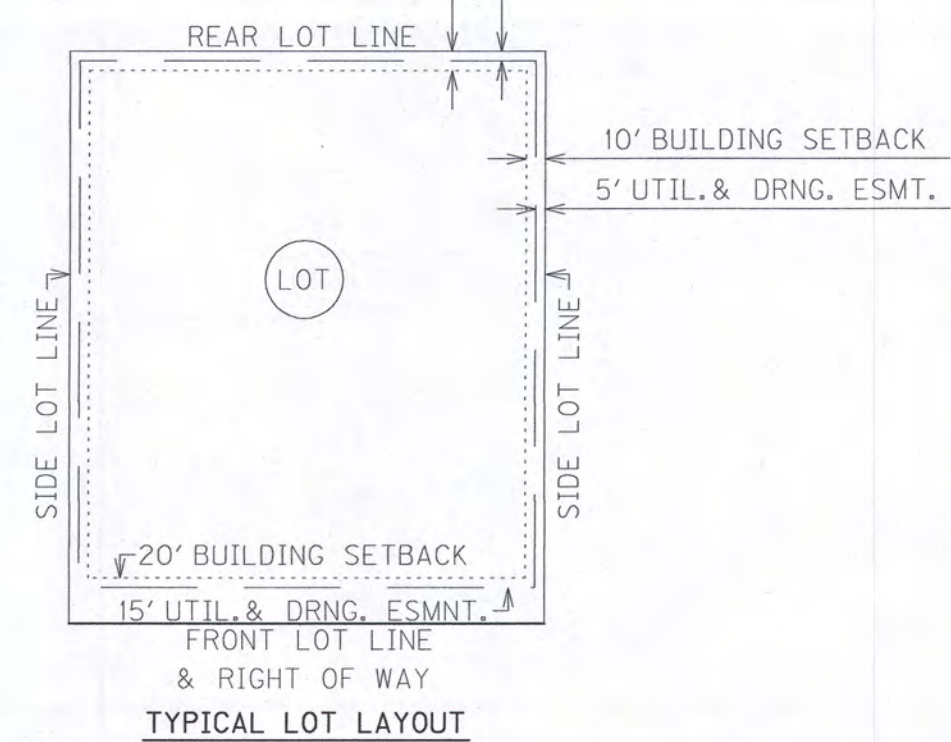 REAR LOT LINE
10' BUILDING SETBACK
5' UTIL. & DRNG. ESMT.
LOT
SIDE LOT LINE
SIDE LOT LINE
20' BUILDING SETBACK
15' UTIL. & DRNG. ESMNT.
FRONT LOT LINE
& RIGHT OF WAY
TYPICAL LOT LAYOUT